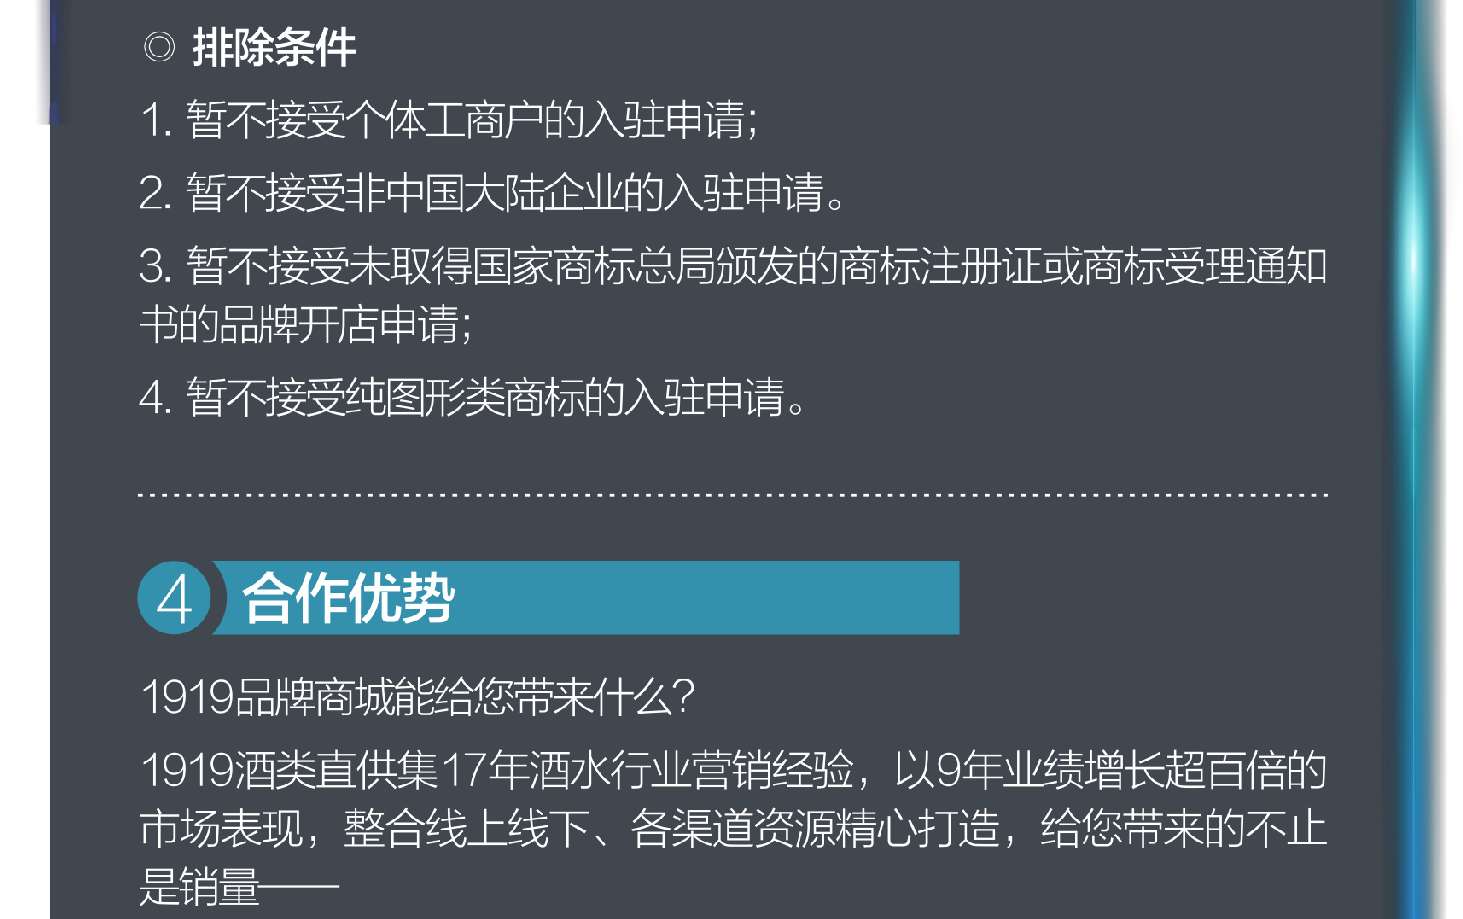 ◎ 排除条件
1. 暂不接受个体工商户的入驻申请;
2. 暂不接受非中国大陆企业的入驻申请。
3. 暂不接受未取得国家商标总局颁发的商标注册证或商标受理通知
书的品牌开店申请;
4. 暂不接受纯图形类商标的入驻申请。
4 合作优势
1919品牌商城能给您带来什么?
1919酒类直供集17年酒水行业营销经验，以9年业绩增长超百倍的
市场表现，整合线上线下、各渠道资源精心打造，给您带来的不止
是销量——